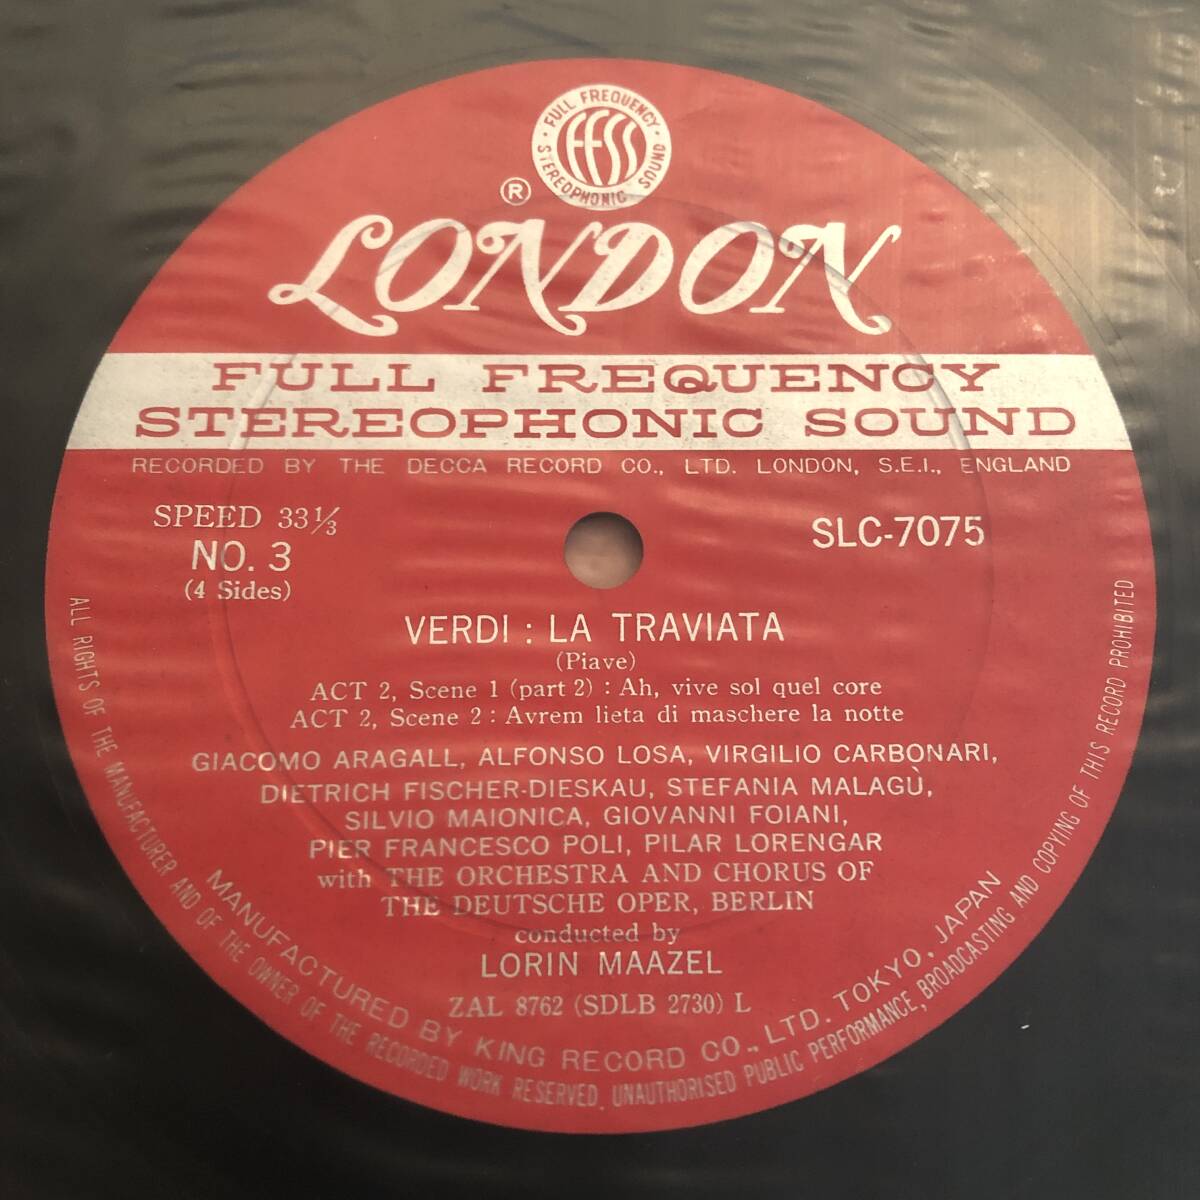 · FULL FREQUENCY · STEREOPHONIC SOUND
FFSS
®
LONDON
FULL FREQUENCY
STEREOPHONIC SOUND
RECORDED BY THE DECCA RECORD CO., LTD. LONDON, S.E.I., ENGLAND
SPEED 33⅓
NO. 3
(4 Sides)
SLC-7075
VERDI : LA TRAVIATA
(Piave)
ACT 2, Scene 1 (part 2) : Ah, vive sol quel core
ACT 2, Scene 2 : Avrem lieta di maschere la notte
GIACOMO ARAGALL, ALFONSO LOSA, VIRGILIO CARBONARI,
DIETRICH FISCHER-DIESKAU, STEFANIA MALAGÙ,
SILVIO MAIONICA, GIOVANNI FOIANI,
PIER FRANCESCO POLI, PILAR LORENGAR
with THE ORCHESTRA AND CHORUS OF
THE DEUTSCHE OPER, BERLIN
conducted by
LORIN MAAZEL
ZAL 8762 (SDLB 2730) L
MANUFACTURED BY KING RECORD CO., LTD. TOKYO, JAPAN
ALL RIGHTS OF THE MANUFACTURER AND OF THE OWNER OF THE RECORDED WORK RESERVED. UNAUTHORISED PUBLIC PERFORMANCE, BROADCASTING AND COPYING OF THIS RECORD PROHIBITED